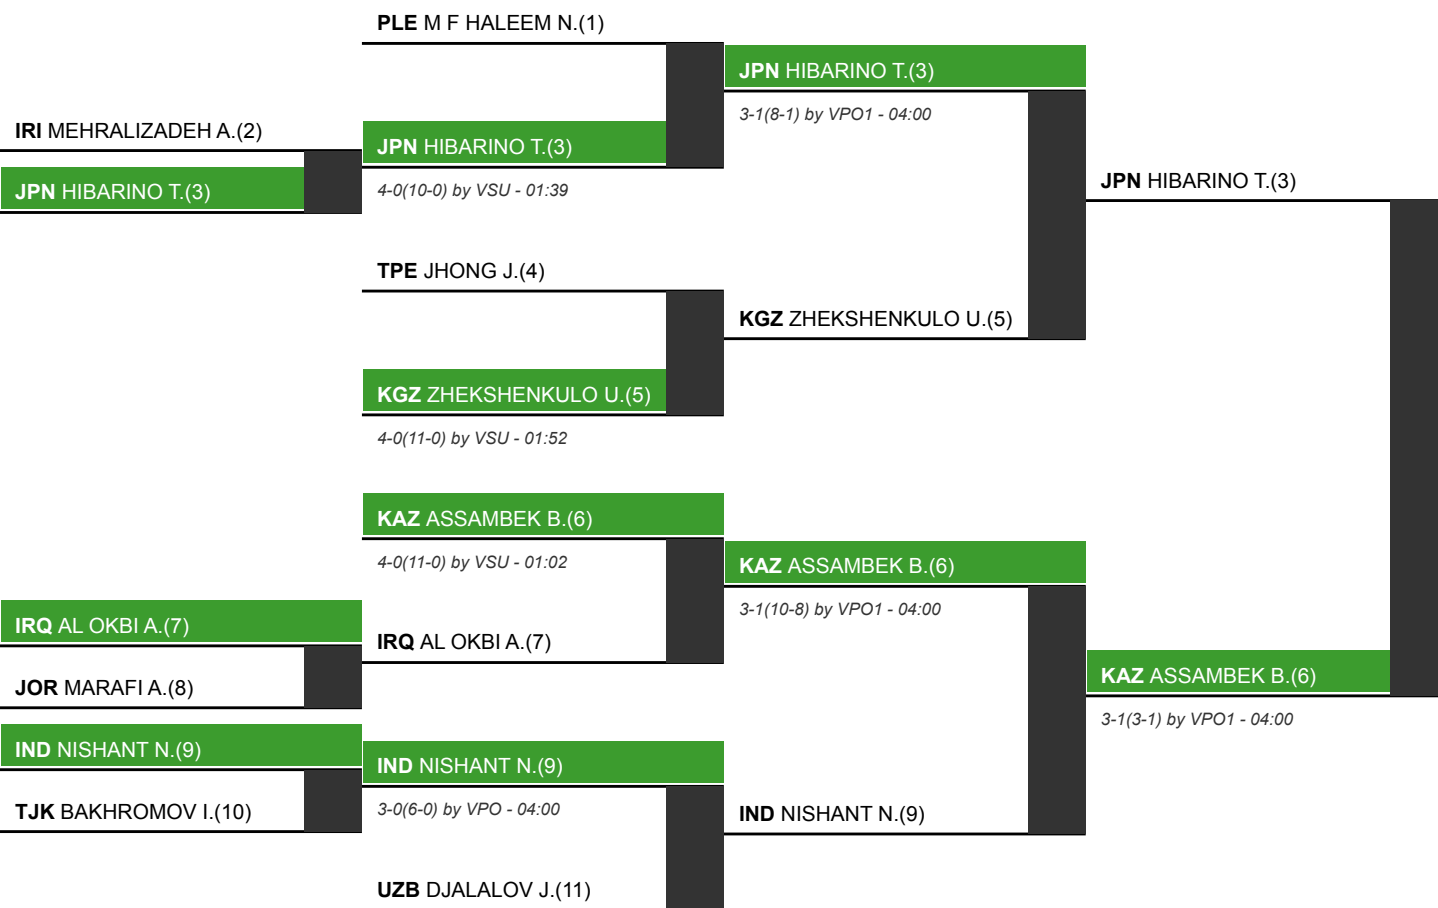 PLE M F HALEEM N.(1)
JPN HIBARINO T.(3)
3-1(8-1) by VPO1 - 04:00
IRI MEHRALIZADEH A.(2)
JPN HIBARINO T.(3)
JPN HIBARINO T.(3)
4-0(10-0) by VSU - 01:39
JPN HIBARINO T.(3)
TPE JHONG J.(4)
KGZ ZHEKSHENKULO U.(5)
KGZ ZHEKSHENKULO U.(5)
4-0(11-0) by VSU - 01:52
KAZ ASSAMBEK B.(6)
4-0(11-0) by VSU - 01:02
KAZ ASSAMBEK B.(6)
3-1(10-8) by VPO1 - 04:00
IRQ AL OKBI A.(7)
IRQ AL OKBI A.(7)
JOR MARAFI A.(8)
KAZ ASSAMBEK B.(6)
3-1(3-1) by VPO1 - 04:00
IND NISHANT N.(9)
IND NISHANT N.(9)
3-0(6-0) by VPO - 04:00
TJK BAKHROMOV I.(10)
IND NISHANT N.(9)
UZB DJALALOV J.(11)